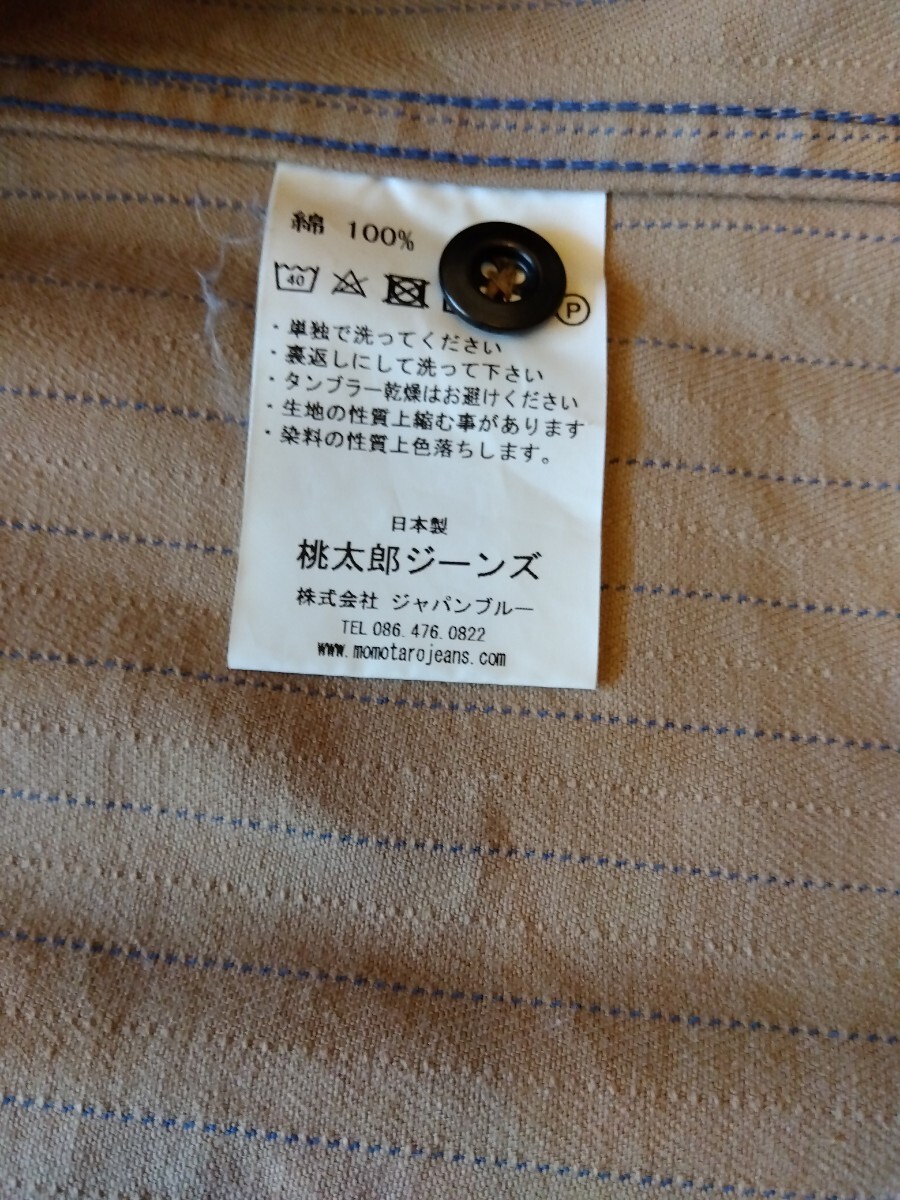 綿 100%
40 P
・単独で洗ってください
・裏返しにして洗って下さい
・タンブラー乾燥はお避けください
・生地の性質上縮む事があります
・染料の性質上色落ちします。
日本製
桃太郎ジーンズ
株式会社 ジャパンブルー
TEL 086.476.0822
www.momotarojeans.com